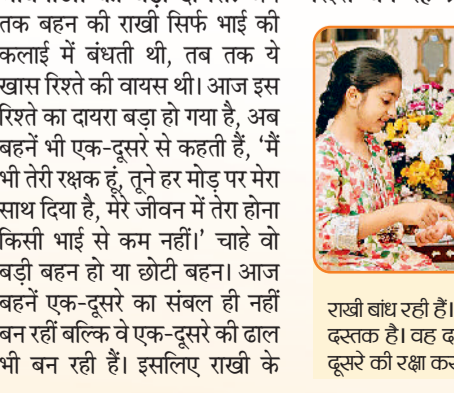 तक बहन की राखी सिर्फ भाई की
कलाई में बंधती थी, तब तक ये
खास रिश्ते की वायस थी। आज इस
रिश्ते का दायरा बड़ा हो गया है, अब
बहनें भी एक-दूसरे से कहती हैं, ‘मैं
भी तेरी रक्षक हूं, तूने हर मोड़ पर मेरा
साथ दिया है, मेरे जीवन में तेरा होना
किसी भाई से कम नहीं।’ चाहे वो
बड़ी बहन हो या छोटी बहन। आज
बहनें एक-दूसरे का संबल ही नहीं
बन रहीं बल्कि वे एक-दूसरे की ढाल
भी बन रही हैं। इसलिए राखी के
राखी बांध रही हैं।
दस्तक है। वह
दूसरे की रक्षा